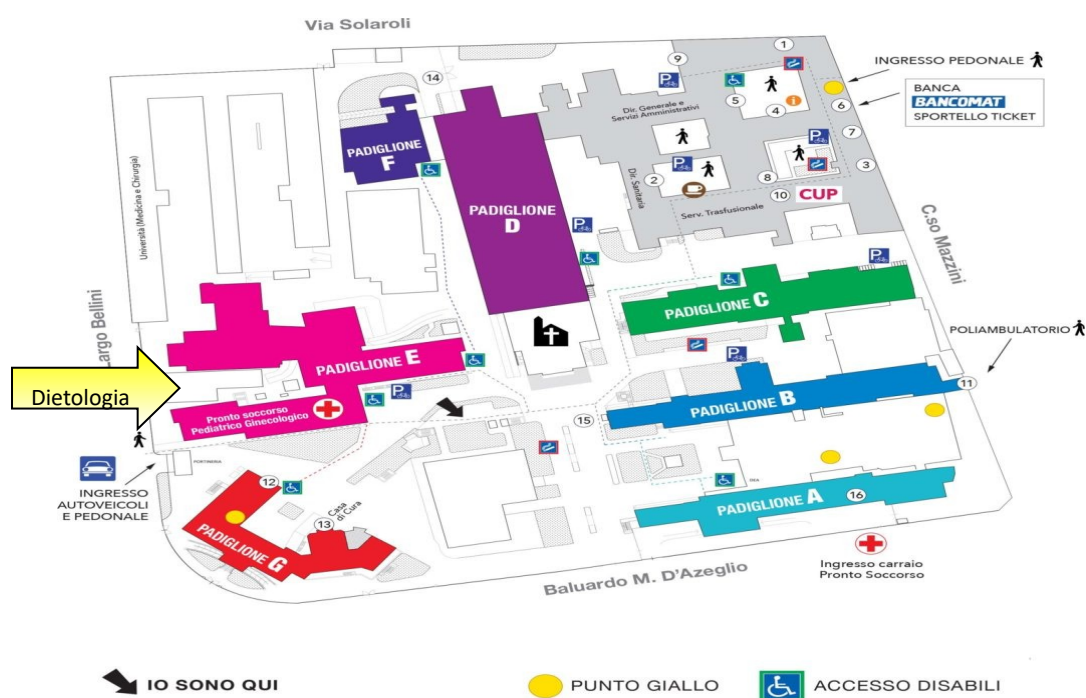 Via Solaroli
1
9
14
INGRESSO PEDONALE
P
BANCA
BANCOMAT
SPORTELLO TICKET
5
4
i
6
Dir. Generale e
Servizi Amministrativi
P
7
PADIGLIONE
F
2
P
8
3
Dir. Sanitaria
10
CUP
Università (Medicina e Chirurgia)
PADIGLIONE
D
Serv. Trasfusionale
P
C.so Mazzini
P
PADIGLIONE C
Largo Bellini
POLIAMBULATORIO
PADIGLIONE E
P
11
Dietologia
P
PADIGLIONE B
Pronto soccorso
Pediatrico Ginecologico
15
PORTINERIA
INGRESSO
AUTOVEICOLI
E PEDONALE
12
DEA
PADIGLIONE A
16
Casa
di Cura
13
PADIGLIONE G
Ingresso carraio
Pronto Soccorso
Baluardo M. D'Azeglio
IO SONO QUI
PUNTO GIALLO
ACCESSO DISABILI